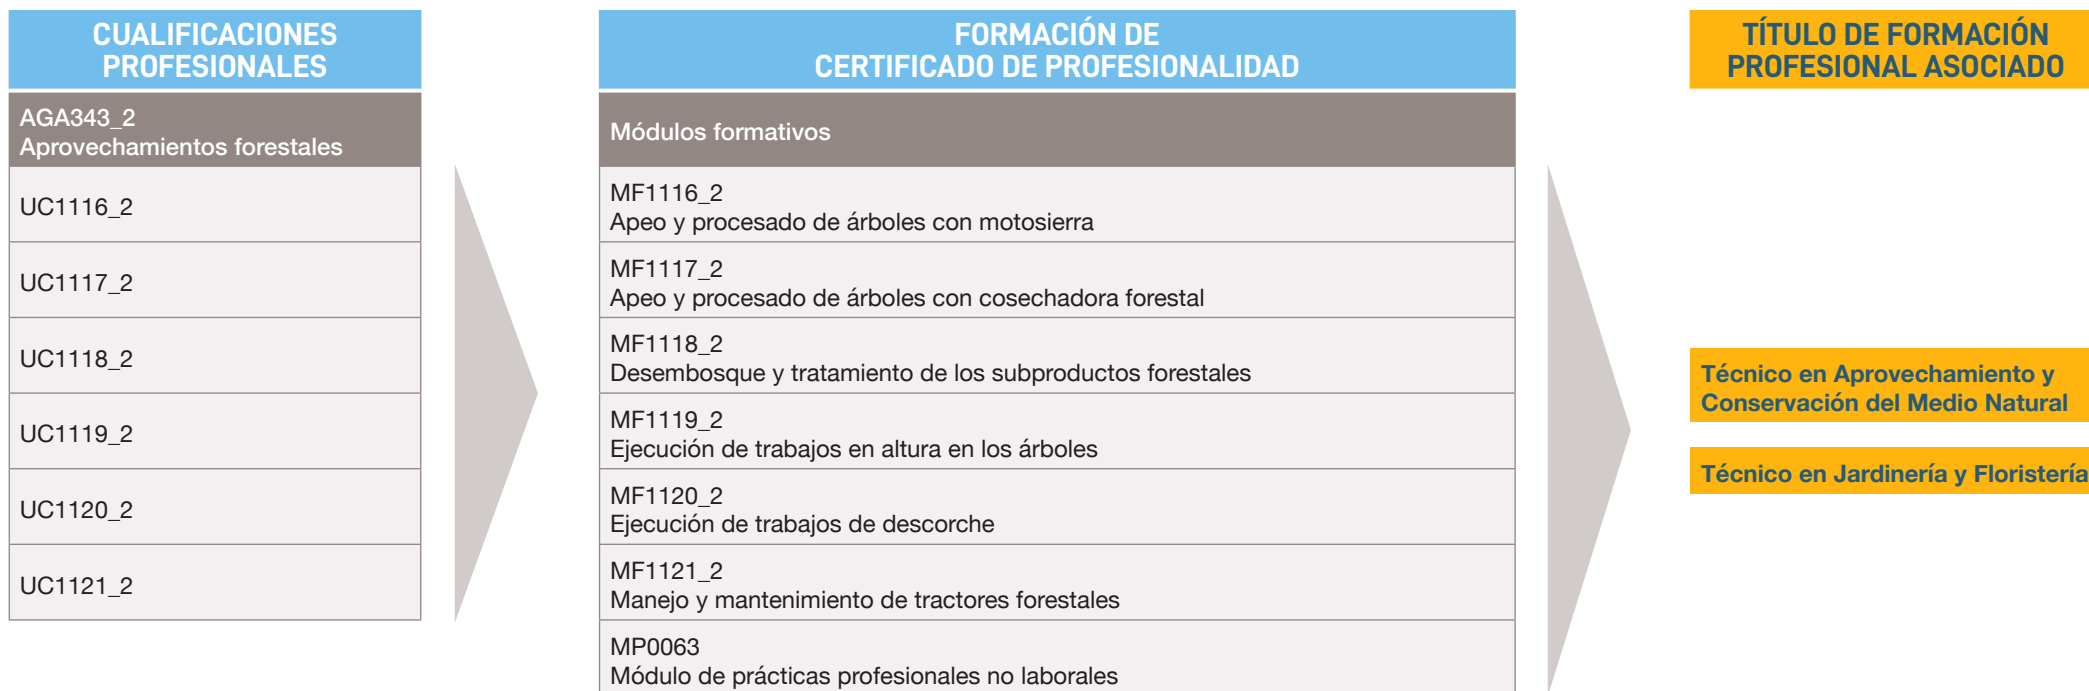 CUALIFICACIONES
PROFESIONALES
AGA343_2
Aprovechamientos forestales
UC1116_2
UC1117_2
UC1118_2
UC1119_2
UC1120_2
UC1121_2
FORMACIÓN DE
CERTIFICADO DE PROFESIONALIDAD
Módulos formativos
MF1116_2
Apeo y procesado de árboles con motosierra
MF1117_2
Apeo y procesado de árboles con cosechadora forestal
MF1118_2
Desembosque y tratamiento de los subproductos forestales
MF1119_2
Ejecución de trabajos en altura en los árboles
MF1120_2
Ejecución de trabajos de descorche
MF1121_2
Manejo y mantenimiento de tractores forestales
MP0063
Módulo de prácticas profesionales no laborales
TÍTULO DE FORMACIÓN
PROFESIONAL ASOCIADO
Técnico en Aprovechamiento y
Conservación del Medio Natural
Técnico en Jardinería y Floristería